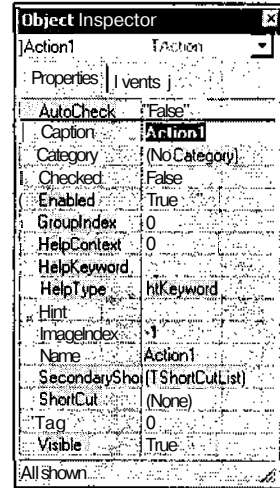 Object Inspector
]Action1 TAction
Properties | I vents j
AutoCheck "False"
Caption Action1
Category (No Category)
Checked False
Enabled True
GroupIndex 0
HelpContext 0
HelpKeyword
HelpType htKeyword
Hint
ImageIndex -1
Name Action1
SecondaryShor (TShortCutList)
ShortCut (None)
Tag 0
Visible True
All shown